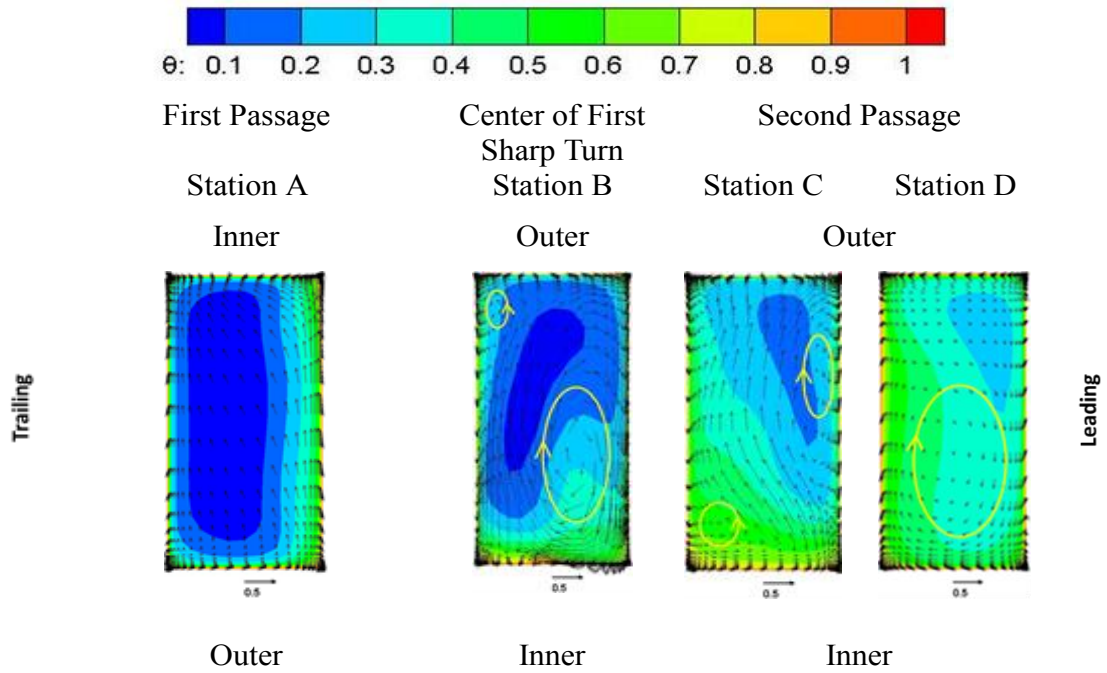 θ: 0.1 0.2 0.3 0.4 0.5 0.6 0.7 0.8 0.9 1
First Passage
Center of First
Sharp Turn
Second Passage
Station A
Station B
Station C
Station D
Inner
Outer
Outer
Trailing
Leading
0.5
0.5
0.5
0.5
Outer
Inner
Inner